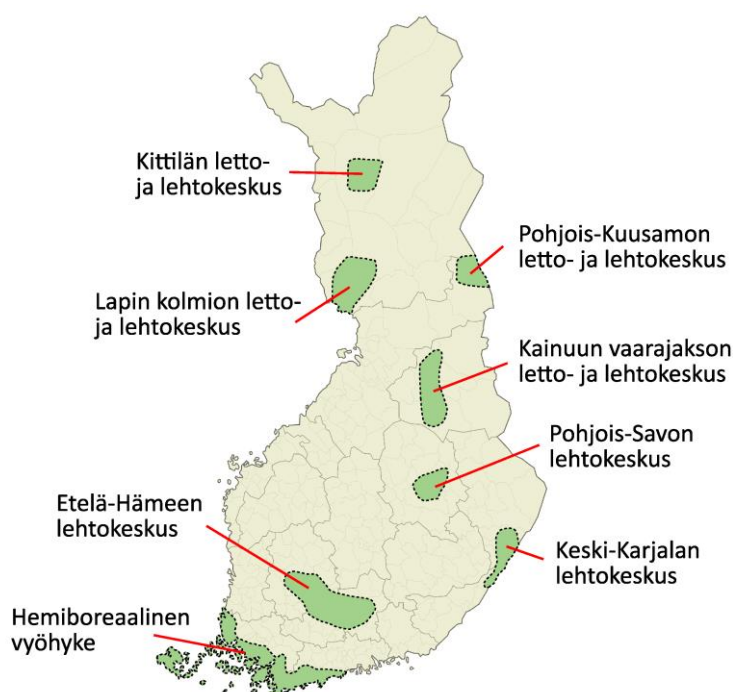 Kittilän letto-
ja lehtokeskus
Pohjois-Kuusamon
letto- ja lehtokeskus
Lapin kolmion letto-
ja lehtokeskus
Kainuun vaarajakson
letto- ja lehtokeskus
Pohjois-Savon
lehtokeskus
Etelä-Hämeen
lehtokeskus
Keski-Karjalan
lehtokeskus
Hemiboreaalinen
vyöhyke